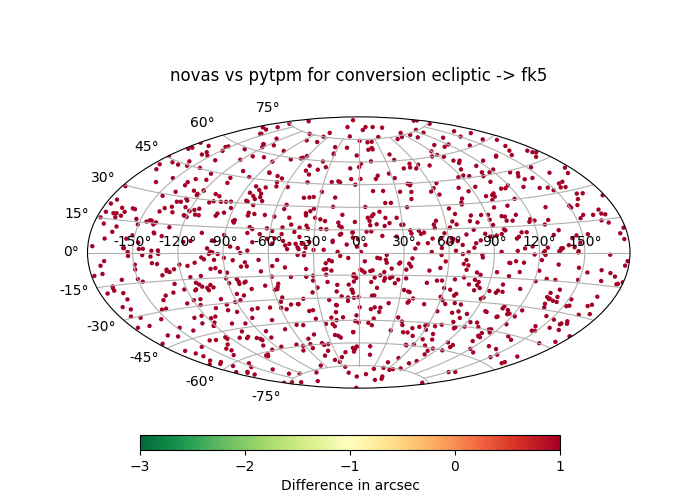 novas vs pytpm for conversion ecliptic -> fk5
75°
60°
45°
30°
15°
-150° -120° -90° -60° -30° 0° 30° 60° 90° 120° 150°
0°
-15°
-30°
-45°
-60°
-75°
−3 −2 −1 0 1
Difference in arcsec